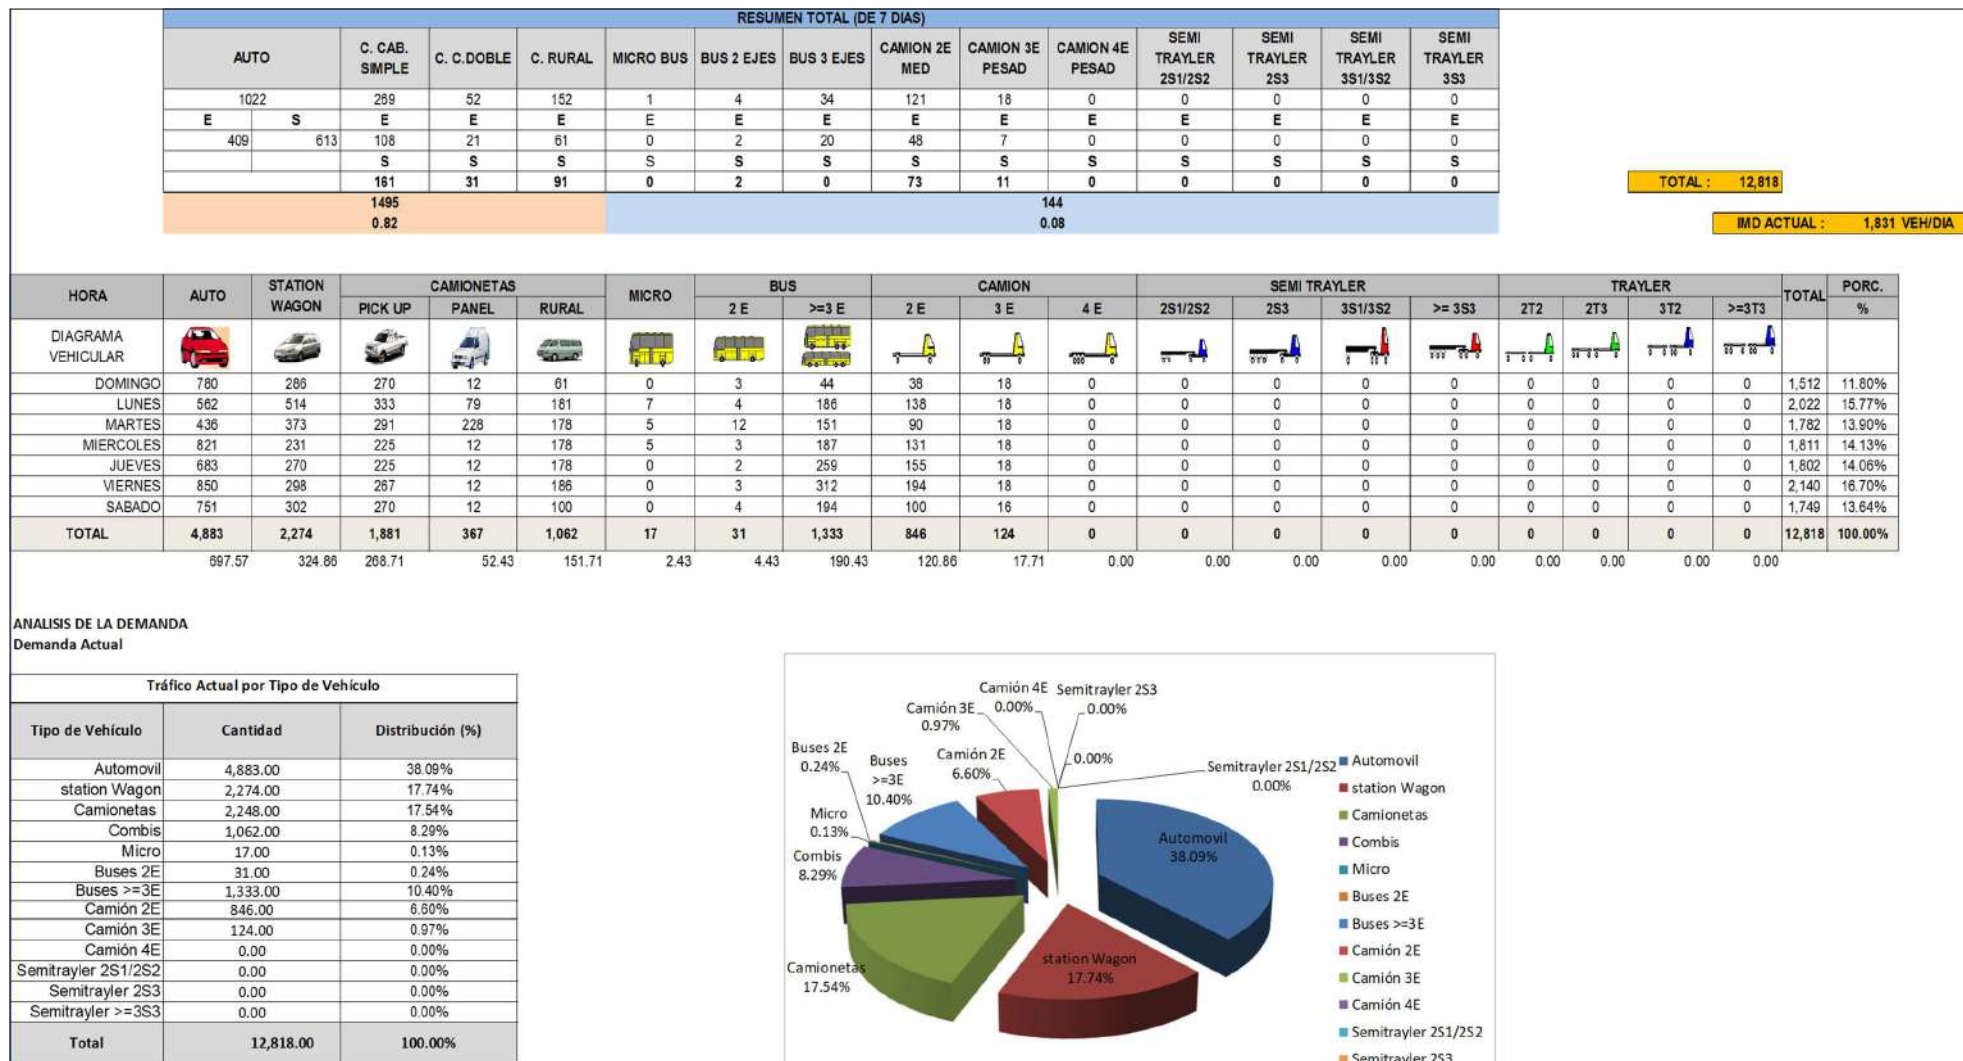 RESUMEN TOTAL (DE 7 DIAS)
AUTO C. CAB. SIMPLE C. C.DOBLE C. RURAL MICRO BUS BUS 2 EJES BUS 3 EJES CAMION 2E MED CAMION 3E PESAD CAMION 4E PESAD SEMI TRAYLER 2S1/2S2 SEMI TRAYLER 2S3 SEMI TRAYLER 3S1/3S2 SEMI TRAYLER 3S3
1022 269 52 152 1 4 34 121 18 0 0 0 0 0
E S E E E E E E E E E E E E E
409 613 108 21 61 0 2 20 48 7 0 0 0 0 0
S S S S S S S S S S S S S
161 31 91 0 2 0 73 11 0 0 0 0 0
TOTAL : 12,818
1495 144
0.82 0.08
IMD ACTUAL : 1,831 VEH/DIA
HORA AUTO STATION WAGON CAMIONETAS MICRO BUS CAMION SEMI TRAYLER TRAYLER TOTAL PORC. %
PICK UP PANEL RURAL 2 E >=3 E 2 E 3 E 4 E 2S1/2S2 2S3 3S1/3S2 >= 3S3 2T2 2T3 3T2 >=3T3
DIAGRAMA VEHICULAR
DOMINGO 780 286 270 12 61 0 3 44 38 18 0 0 0 0 0 0 0 0 0 1,512 11.80%
LUNES 562 514 333 79 181 7 4 186 138 18 0 0 0 0 0 0 0 0 0 2,022 15.77%
MARTES 436 373 291 228 178 5 12 151 90 18 0 0 0 0 0 0 0 0 0 1,782 13.90%
MIERCOLES 821 231 225 12 178 5 3 187 131 18 0 0 0 0 0 0 0 0 0 1,811 14.13%
JUEVES 683 270 225 12 178 0 2 259 155 18 0 0 0 0 0 0 0 0 0 1,802 14.06%
VIERNES 850 298 267 12 186 0 3 312 194 18 0 0 0 0 0 0 0 0 0 2,140 16.70%
SABADO 751 302 270 12 100 0 4 194 100 16 0 0 0 0 0 0 0 0 0 1,749 13.64%
TOTAL 4,883 2,274 1,881 367 1,062 17 31 1,333 846 124 0 0 0 0 0 0 0 0 0 12,818 100.00%
697.57 324.86 268.71 52.43 151.71 2.43 4.43 190.43 120.86 17.71 0.00 0.00 0.00 0.00 0.00 0.00 0.00 0.00 0.00
ANALISIS DE LA DEMANDA
Demanda Actual
Tráfico Actual por Tipo de Vehículo
Tipo de Vehículo Cantidad Distribución (%)
Automovil 4,883.00 38.09%
station Wagon 2,274.00 17.74%
Camionetas 2,248.00 17.54%
Combis 1,062.00 8.29%
Micro 17.00 0.13%
Buses 2E 31.00 0.24%
Buses >=3E 1,333.00 10.40%
Camión 2E 846.00 6.60%
Camión 3E 124.00 0.97%
Camión 4E 0.00 0.00%
Semitrayler 2S1/2S2 0.00 0.00%
Semitrayler 2S3 0.00 0.00%
Semitrayler >=3S3 0.00 0.00%
Total 12,818.00 100.00%
Camión 4E
0.00%
Semitrayler 2S3
0.00%
Camión 3E
0.97%
Buses 2E
0.24%
Buses
>=3E
10.40%
Camión 2E
6.60%
0.00%
Semitrayler 2S1/2S2
0.00%
Micro
0.13%
Combis
8.29%
Automovil
38.09%
Camionetas
17.54%
station Wagon
17.74%
Automovil
station Wagon
Camionetas
Combis
Micro
Buses 2E
Buses >=3E
Camión 2E
Camión 3E
Camión 4E
Semitrayler 2S1/2S2
Semitrayler 2S3